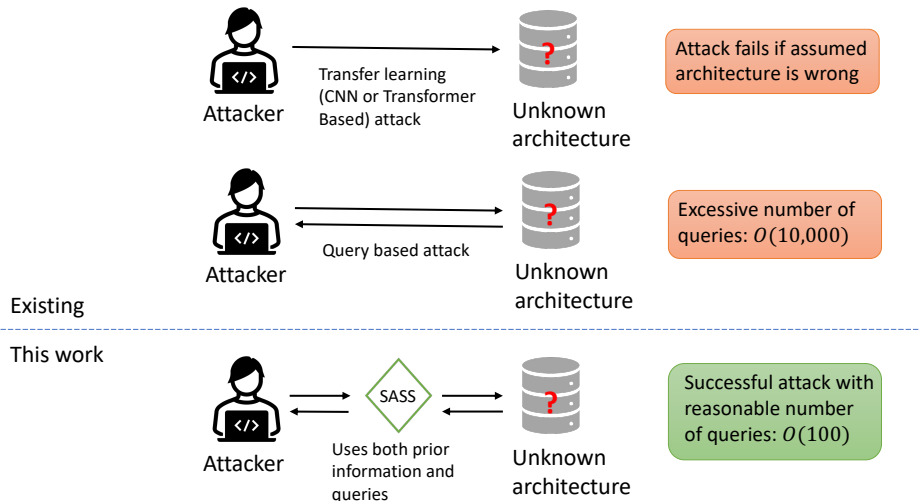 </>
Attacker
Transfer learning
(CNN or Transformer
Based) attack
?
Unknown
architecture
Attack fails if assumed
architecture is wrong
</>
Attacker
Query based attack
?
Unknown
architecture
Excessive number of
queries: O(10,000)
Existing
This work
</>
Attacker
SASS
Uses both prior
information and
queries
?
Unknown
architecture
Successful attack with
reasonable number
of queries: O(100)